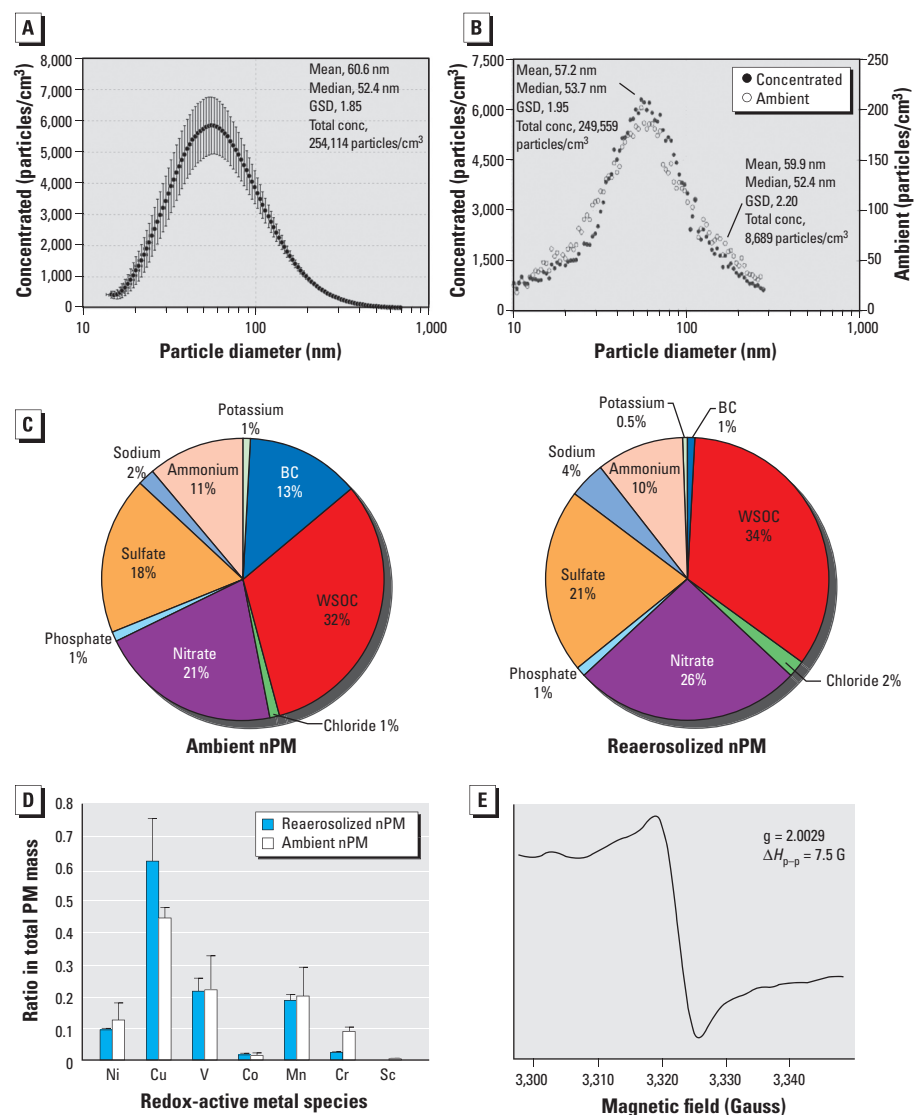 A
Concentrated (particles/cm3)
8,000
7,000
6,000
5,000
4,000
3,000
2,000
1,000
0
Mean, 60.6 nm
Median, 52.4 nm
GSD, 1.85
Total conc,
254,114 particles/cm3
10
100
1,000
Particle diameter (nm)
B
Concentrated (particles/cm3)
7,500
6,000
4,500
3,000
1,500
0
Mean, 57.2 nm
Median, 53.7 nm
GSD, 1.95
Total conc, 249,559
particles/cm3
Concentrated
Ambient
Mean, 59.9 nm
Median, 52.4 nm
GSD, 2.20
Total conc,
8,689 particles/cm3
250
200
150
100
50
0
Ambient (particles/cm3)
10
100
1,000
Particle diameter (nm)
C
Potassium
1%
BC
13%
WSOC
32%
Chloride 1%
Nitrate
21%
Phosphate
1%
Sulfate
18%
Sodium
2%
Ammonium
11%
Ambient nPM
Potassium
0.5%
BC
1%
WSOC
34%
Chloride 2%
Nitrate
26%
Phosphate
1%
Sulfate
21%
Sodium
4%
Ammonium
10%
Reaerosolized nPM
D
Ratio in total PM mass
0.8
0.7
0.6
0.5
0.4
0.3
0.2
0.1
0
Reaerosolized nPM
Ambient nPM
Ni Cu V Co Mn Cr Sc
Redox-active metal species
E
g = 2.0029
ΔHp–p = 7.5 G
3,300 3,310 3,320 3,330 3,340
Magnetic field (Gauss)